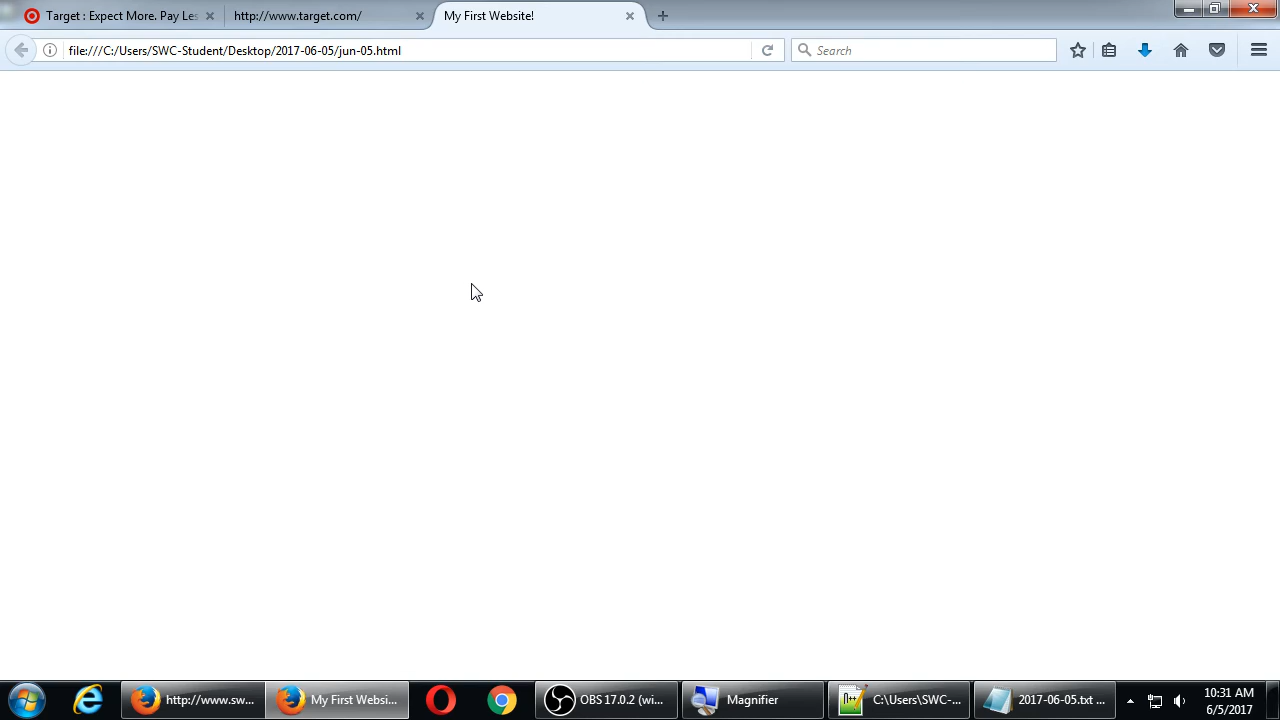 Target : Expect More. Pay Les
http://www.target.com/
My First Website!
file:///C:/Users/SWC-Student/Desktop/2017-06-05/jun-05.html
Search
http://www.sw...
My First Websi...
OBS 17.0.2 (wi...
Magnifier
C:\Users\SWC-...
2017-06-05.txt ...
10:31 AM
6/5/2017